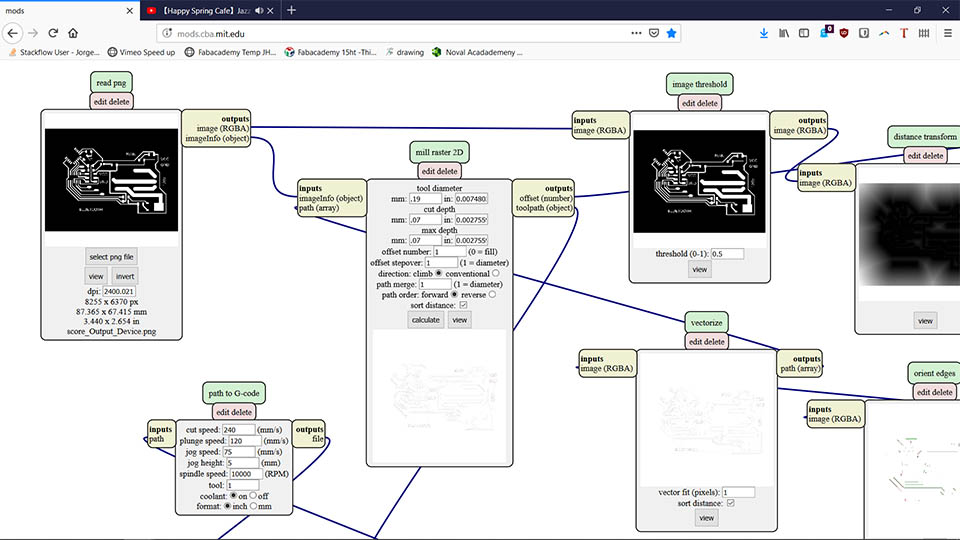 mods
【Happy Spring Cafe】Jazz
mods.cba.mit.edu
0
Stackflow User - Jorge...
Vimeo Speed up
Fabacademy Temp JH...
Fabacademy 15ht -Thi...
drawing
Noval Acadademeny ...
read png
edit delete
outputs
image (RGBA)
imageInfo (object)
select png file
view
invert
dpi: 2400.021
8255 x 6370 px
87.365 x 67.415 mm
3.440 x 2.654 in
score_Output_Device.png
mill raster 2D
edit delete
inputs
imageInfo (object)
path (array)
outputs
offset (number)
toolpath (object)
tool diameter
mm: .19 in: 0.007480
cut depth
mm: .07 in: 0.002755
max depth
mm: .07 in: 0.002755
offset number: 1 (0 = fill)
offset stepover: 1 (1 = diameter)
direction: climb conventional
path merge: 1 (1 = diameter)
path order: forward reverse
sort distance:
calculate
view
image threshold
edit delete
inputs
image (RGBA)
outputs
image (RGBA)
threshold (0-1): 0.5
view
distance transform
edit delete
inputs
image (RGBA)
view
vectorize
edit delete
inputs
image (RGBA)
outputs
path (array)
vector fit (pixels): 1
sort distance:
view
orient edges
edit delete
inputs
image (RGBA)
path to G-code
edit delete
inputs
path
outputs
file
cut speed: 240 (mm/s)
plunge speed: 120 (mm/s)
jog speed: 75 (mm/s)
jog height: 5 (mm)
spindle speed: 10000 (RPM)
tool: 1
coolant: on off
format: inch mm